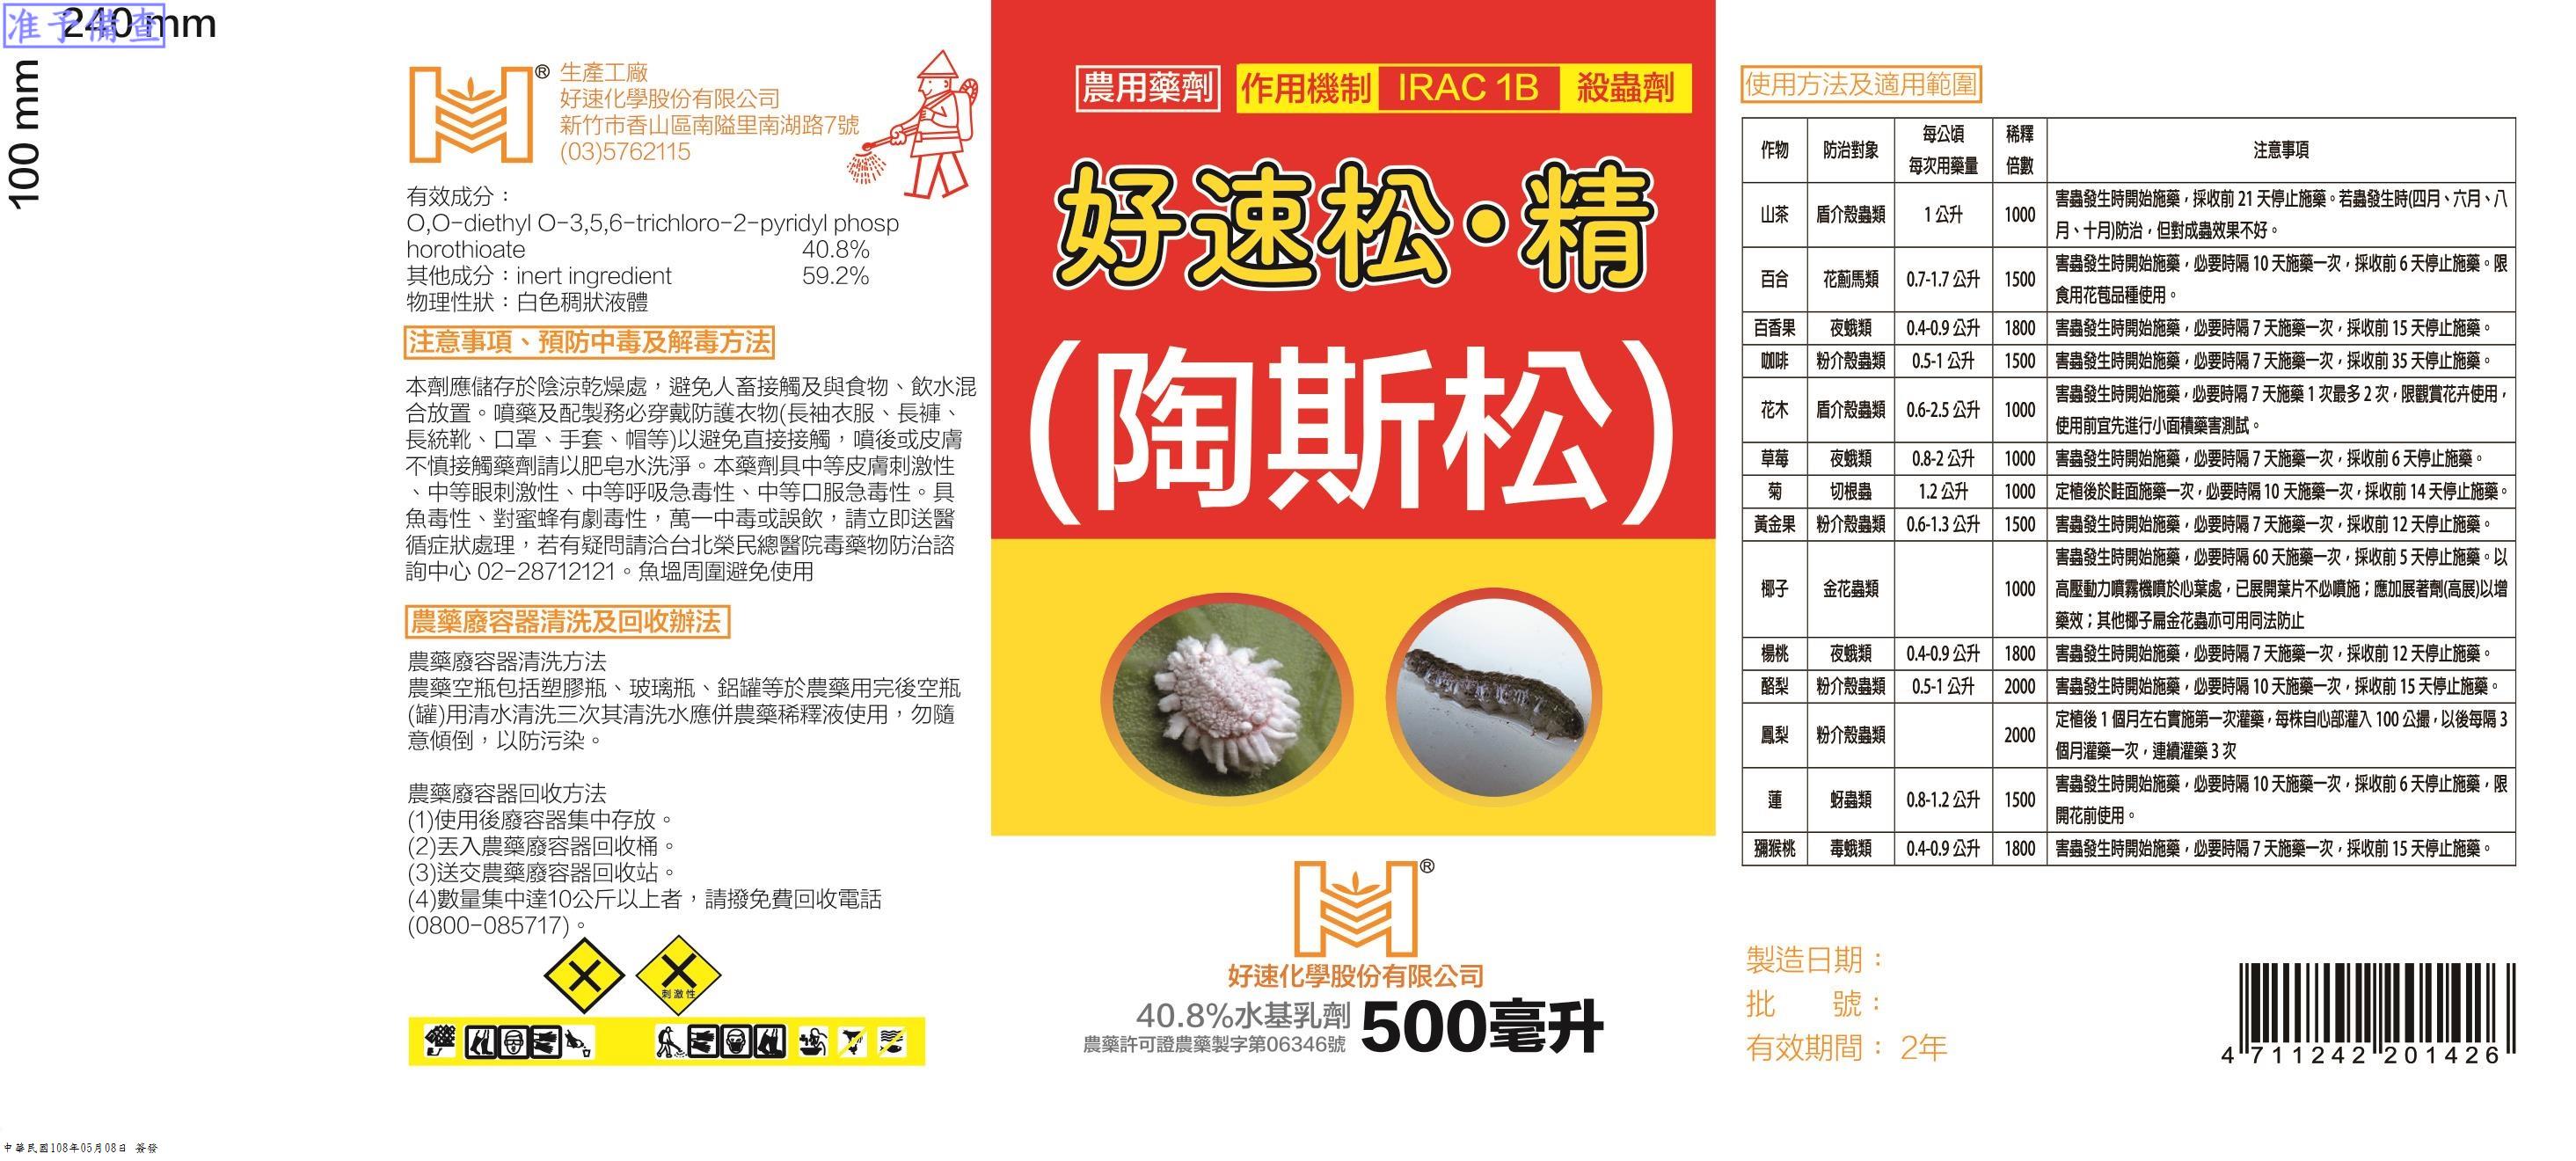 准予備查
240 mm
100 mm
®
生產工廠
好速化學股份有限公司
新竹市香山區南隘里南湖路7號
(03)5762115
有效成分：
O,O-diethyl O-3,5,6-trichloro-2-pyridyl phosp
horothioate 40.8%
其他成分：inert ingredient 59.2%
物理性狀：白色稠狀液體
注意事項、預防中毒及解毒方法
本劑應儲存於陰涼乾燥處，避免人畜接觸及與食物、飲水混
合放置。噴藥及配製務必穿戴防護衣物(長袖衣服、長褲、
長統靴、口罩、手套、帽等)以避免直接接觸，噴後或皮膚
不慎接觸藥劑請以肥皂水洗淨。本藥劑具中等皮膚刺激性
、中等眼刺激性、中等呼吸急毒性、中等口服急毒性。具
魚毒性、對蜜蜂有劇毒性，萬一中毒或誤飲，請立即送醫
循症狀處理，若有疑問請洽台北榮民總醫院毒藥物防治諮
詢中心 02-28712121。魚塭周圍避免使用
農藥廢容器清洗及回收辦法
農藥廢容器清洗方法
農藥空瓶包括塑膠瓶、玻璃瓶、鋁罐等於農藥用完後空瓶
(罐)用清水清洗三次其清洗水應併農藥稀釋液使用，勿隨
意傾倒，以防污染。
農藥廢容器回收方法
(1)使用後廢容器集中存放。
(2)丟入農藥廢容器回收桶。
(3)送交農藥廢容器回收站。
(4)數量集中達10公斤以上者，請撥免費回收電話
(0800-085717)。
刺激性
農用藥劑 作用機制 IRAC 1B 殺蟲劑
好速松·精
(陶斯松)
®
好速化學股份有限公司
40.8%水基乳劑
農藥許可證農藥製字第06346號
500毫升
使用方法及適用範圍
作物 防治對象 每公頃每次用藥量 稀釋倍數 注意事項
山茶 盾介殼蟲類 1 公升 1000 害蟲發生時開始施藥，採收前 21 天停止施藥。若蟲發生時(四月、六月、八
月、十月)防治，但對成蟲效果不好。
百合 花薊馬類 0.7-1.7 公升 1500 害蟲發生時開始施藥，必要時隔 10 天施藥一次，採收前 6 天停止施藥。限
食用花苞品種使用。
百香果 夜蛾類 0.4-0.9 公升 1800 害蟲發生時開始施藥，必要時隔 7 天施藥一次，採收前 15 天停止施藥。
咖啡 粉介殼蟲類 0.5-1 公升 1500 害蟲發生時開始施藥，必要時隔 7 天施藥一次，採收前 35 天停止施藥。
花木 盾介殼蟲類 0.6-2.5 公升 1000 害蟲發生時開始施藥，必要時隔 7 天施藥 1 次最多 2 次，限觀賞花卉使用，
使用前宜先進行小面積藥害測試。
草莓 夜蛾類 0.8-2 公升 1000 害蟲發生時開始施藥，必要時隔 7 天施藥一次，採收前 6 天停止施藥。
菊 切根蟲 1.2 公升 1000 定植後於畦面施藥一次，必要時隔 10 天施藥一次，採收前 14 天停止施藥。
黃金果 粉介殼蟲類 0.6-1.3 公升 1500 害蟲發生時開始施藥，必要時隔 7 天施藥一次，採收前 12 天停止施藥。
椰子 金花蟲類 1000 害蟲發生時開始施藥，必要時隔 60 天施藥一次，採收前 5 天停止施藥。以
高壓動力噴霧機噴於心葉處，已展開葉片不必噴施；應加展著劑(高展)以增
藥效；其他椰子扁金花蟲亦可用同法防止
楊桃 夜蛾類 0.4-0.9 公升 1800 害蟲發生時開始施藥，必要時隔 7 天施藥一次，採收前 12 天停止施藥。
酪梨 粉介殼蟲類 0.5-1 公升 2000 害蟲發生時開始施藥，必要時隔 10 天施藥一次，採收前 15 天停止施藥。
鳳梨 粉介殼蟲類 2000 定植後 1 個月左右實施第一次灌藥，每株自心部灌入 100 公撮，以後每隔 3
個月灌藥一次，連續灌藥 3 次
蓮 蚜蟲類 0.8-1.2 公升 1500 害蟲發生時開始施藥，必要時隔 10 天施藥一次，採收前 6 天停止施藥，限
開花前使用。
獼猴桃 毒蛾類 0.4-0.9 公升 1800 害蟲發生時開始施藥，必要時隔 7 天施藥一次，採收前 15 天停止施藥。
製造日期：
批 號：
有效期間： 2年
4 711242 201426
中華民國108年05月08日 簽發